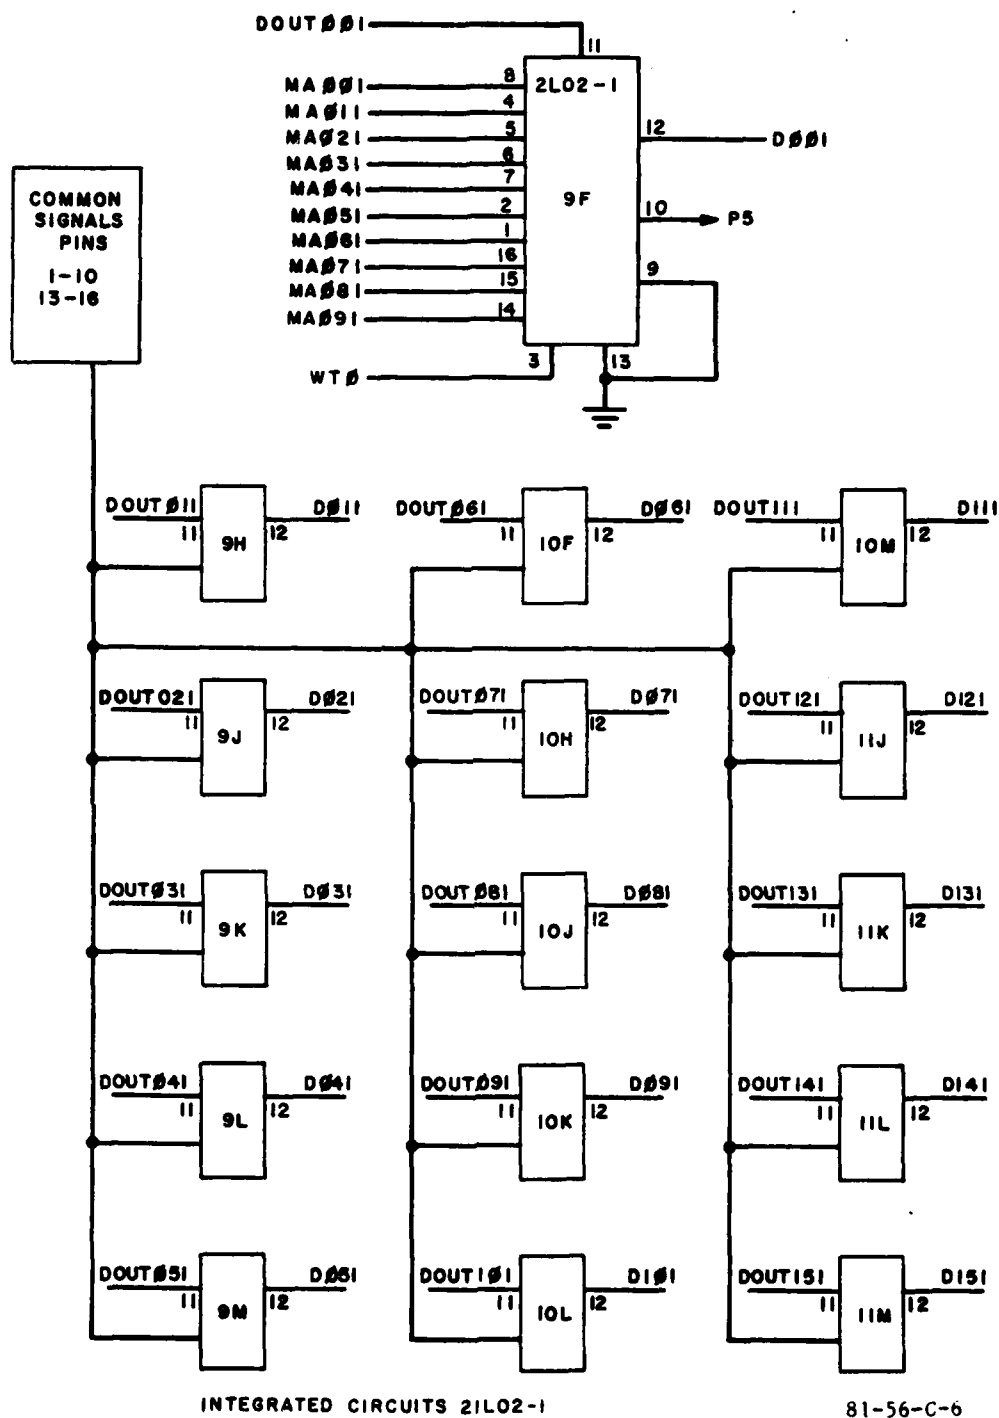 DOUTØØ1
11
MAØØ1 8 2L02-1
MAØ11 4
MAØ21 5 12 DØØ1
MAØ31 6
MAØ41 7 9F
MAØ51 2 10 P5
MAØ61 1
MAØ71 16 9
MAØ81 15
MAØ91 14
WTØ 3 13
COMMON
SIGNALS
PINS
1-10
13-16
DOUTØ11 DØ11 DOUTØ61 DØ61 DOUT111 D111
11 9H 12 11 10F 12 11 10M 12
DOUT021 DØ21 DOUTØ71 DØ71 DOUT121 D121
11 9J 12 11 10H 12 11 11J 12
DOUTØ31 DØ31 DOUTØ81 DØ81 DOUT131 D131
11 9K 12 11 10J 12 11 11K 12
DOUTØ41 DØ41 DOUTØ91 DØ91 DOUT141 D141
11 9L 12 11 10K 12 11 11L 12
DOUTØ51 DØ51 DOUT1Ø1 D1Ø1 DOUT151 D151
11 9M 12 11 10L 12 11 11M 12
INTEGRATED CIRCUITS 21L02-1
81-56-C-6